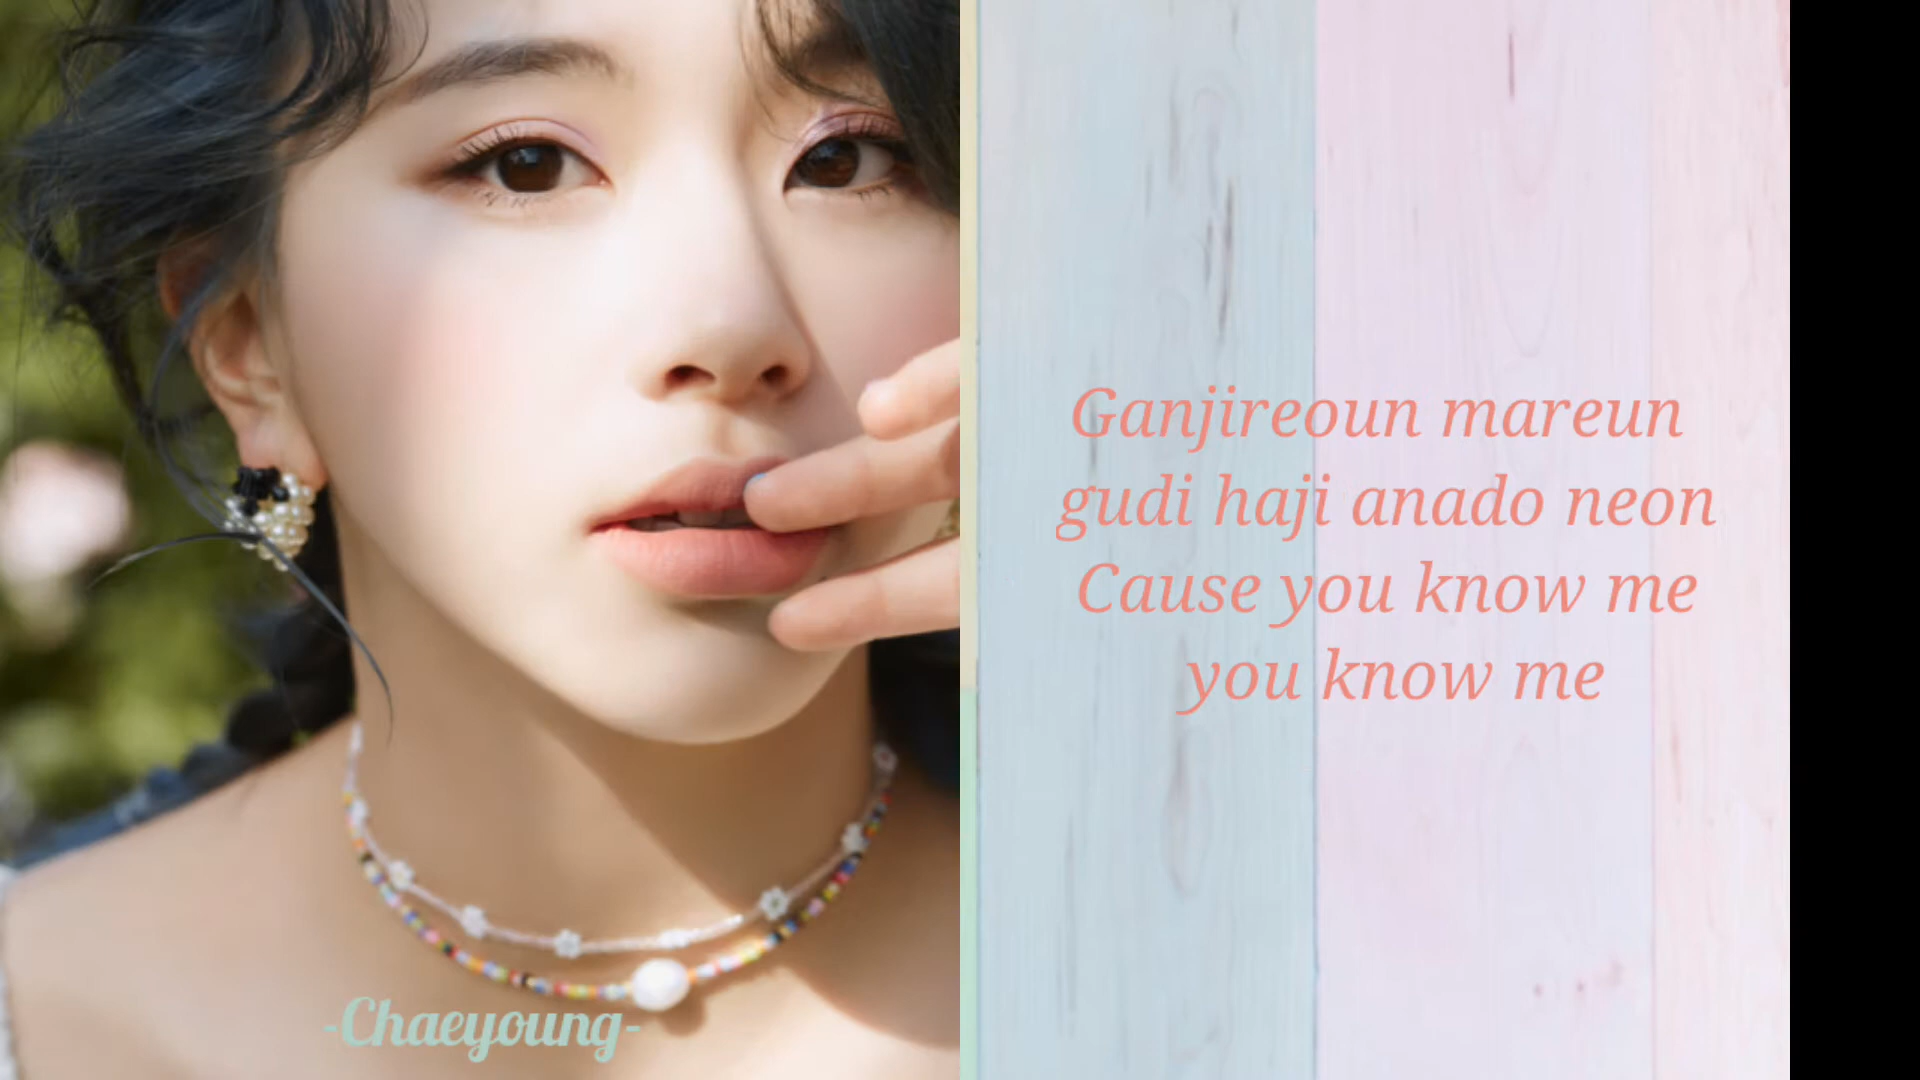 -Chaeyoung-
Ganjireoun mareun
gudi haji anado neon
Cause you know me
you know me